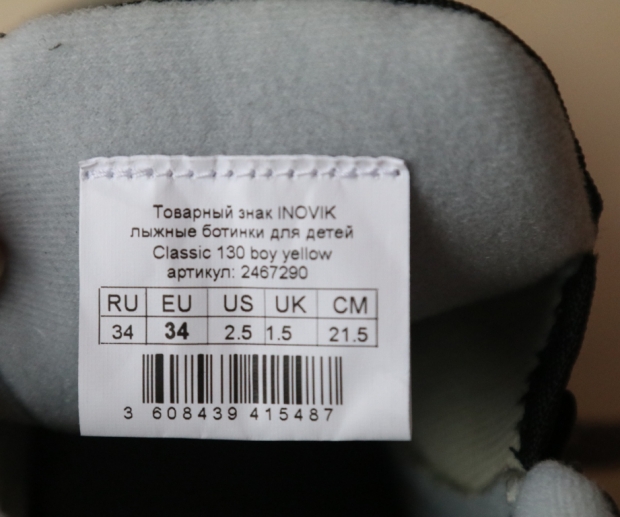 Товарный знак INOVIK
лыжные ботинки для детей
Classic 130 boy yellow
артикул: 2467290
RU EU US UK CM
34 34 2.5 1.5 21.5
3 608439 415487